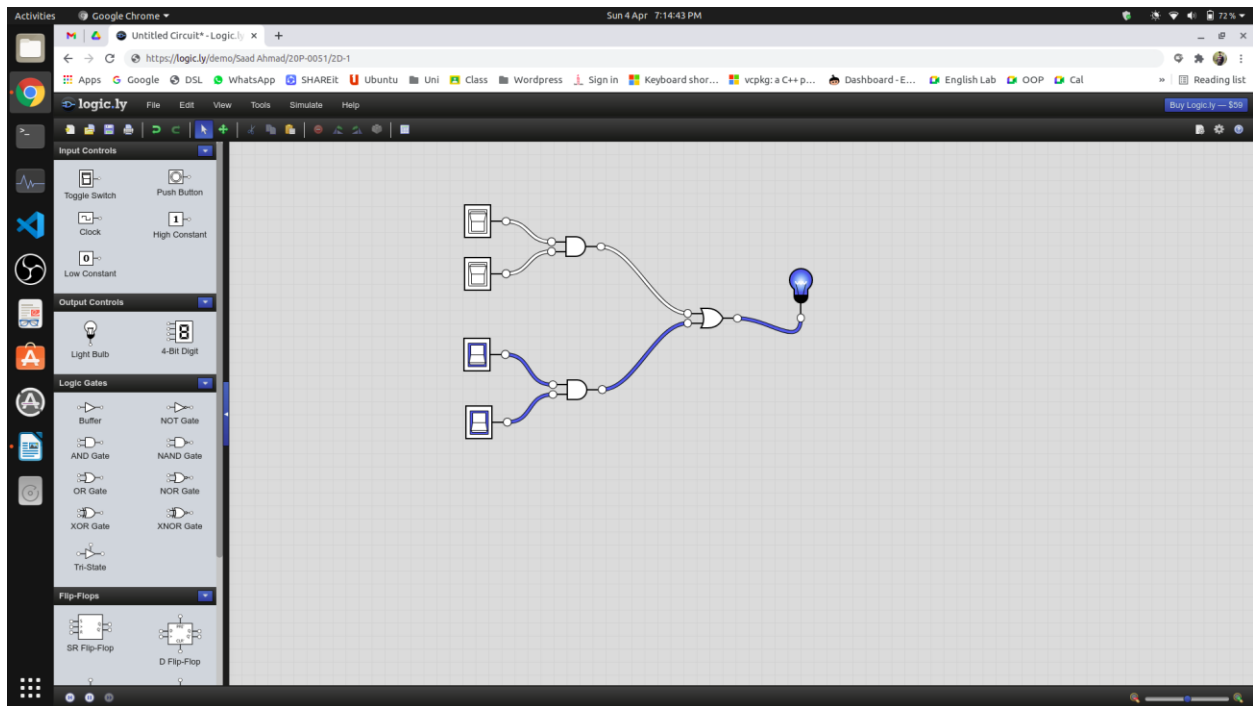 Activities
Google Chrome
Sun 4 Apr 7:14:43 PM
72 %
Untitled Circuit* - Logic.ly
https://logic.ly/demo/Saad Ahmad/20P-0051/2D-1
Apps
Google
DSL
WhatsApp
SHAREit
Ubuntu
Uni
Class
Wordpress
Sign in
Keyboard shor...
vcpkg: a C++ p...
Dashboard - E...
English Lab
OOP
Cal
»
Reading list
logic.ly
File
Edit
View
Tools
Simulate
Help
Buy Logic.ly — $59
Input Controls
Toggle Switch
Push Button
Clock
1
High Constant
0
Low Constant
Output Controls
Light Bulb
8
4-Bit Digit
Logic Gates
Buffer
NOT Gate
AND Gate
NAND Gate
OR Gate
NOR Gate
XOR Gate
XNOR Gate
Tri-State
Flip-Flops
SR Flip-Flop
D Flip-Flop